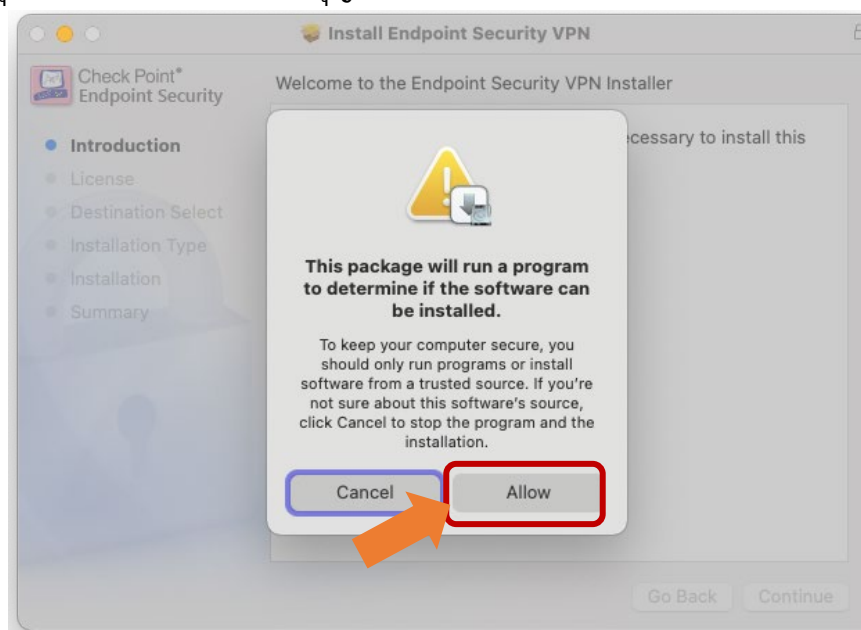 Install Endpoint Security VPN
Check Point®
Endpoint Security
Welcome to the Endpoint Security VPN Installer
Introduction
License
Destination Select
Installation Type
Installation
Summary
to install this
This package will run a program
to determine if the software can
be installed.
To keep your computer secure, you
should only run programs or install
software from a trusted source. If you're
not sure about this software's source,
click Cancel to stop the program and the
installation.
Cancel
Allow
Go Back
Continue